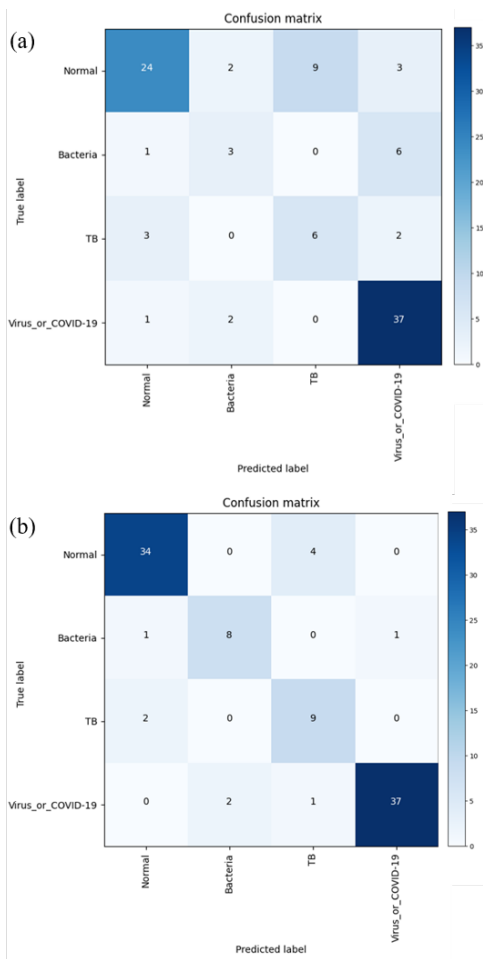 (a)
Confusion matrix
True label
Normal
24 2 9 3
Bacteria
1 3 0 6
TB
3 0 6 2
Virus_or_COVID-19
1 2 0 37
Normal
Bacteria
TB
Virus_or_COVID-19
Predicted label
35
30
25
20
15
10
5
0
(b)
Confusion matrix
True label
Normal
34 0 4 0
Bacteria
1 8 0 1
TB
2 0 9 0
Virus_or_COVID-19
0 2 1 37
Normal
Bacteria
TB
Virus_or_COVID-19
Predicted label
35
30
25
20
15
10
5
0